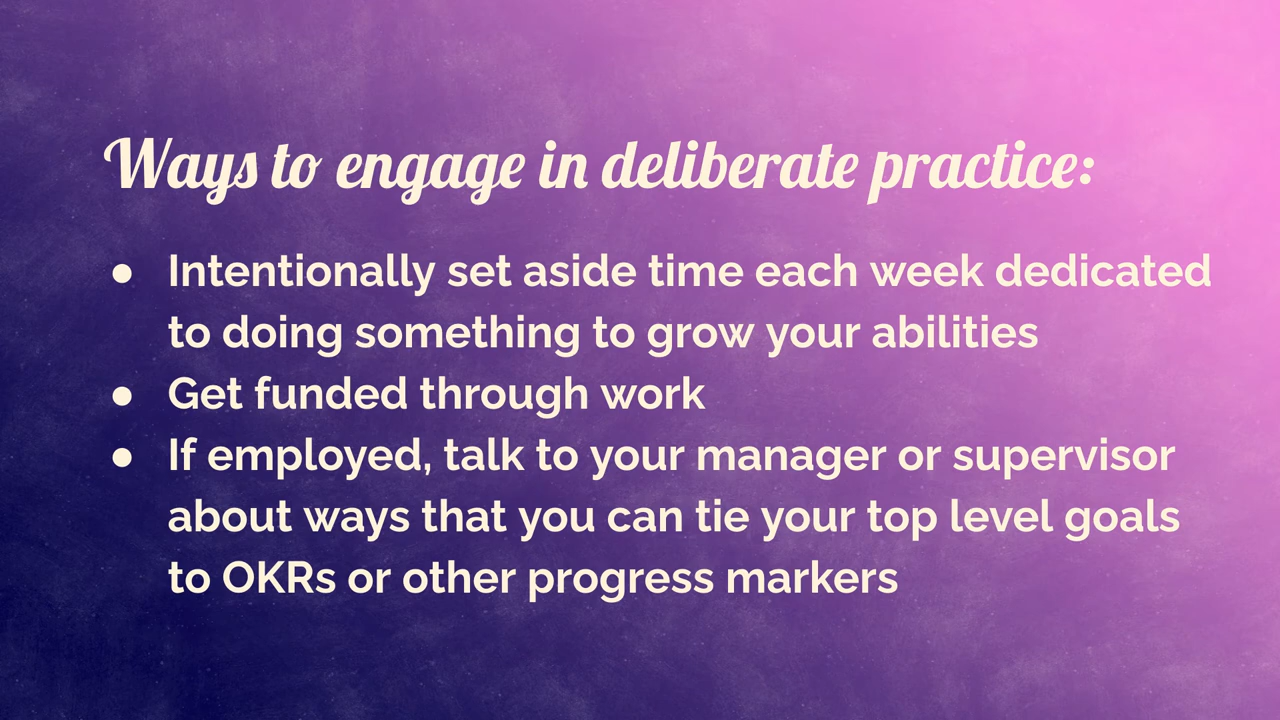 Ways to engage in deliberate practice:
● Intentionally set aside time each week dedicated
to doing something to grow your abilities
● Get funded through work
● If employed, talk to your manager or supervisor
about ways that you can tie your top level goals
to OKRs or other progress markers